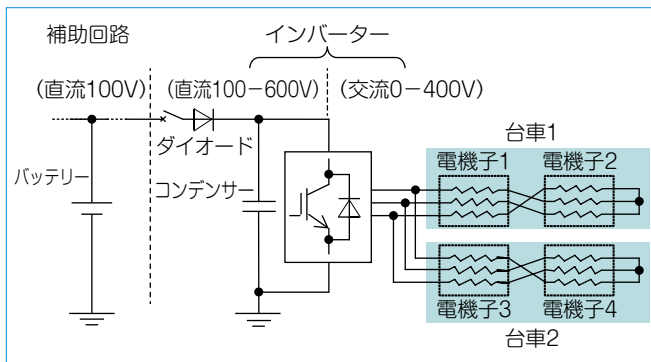 補助回路
インバーター
(直流100V)
(直流100-600V)
(交流0-400V)
ダイオード
バッテリー
コンデンサー
台車1
電機子1
電機子2
電機子3
電機子4
台車2